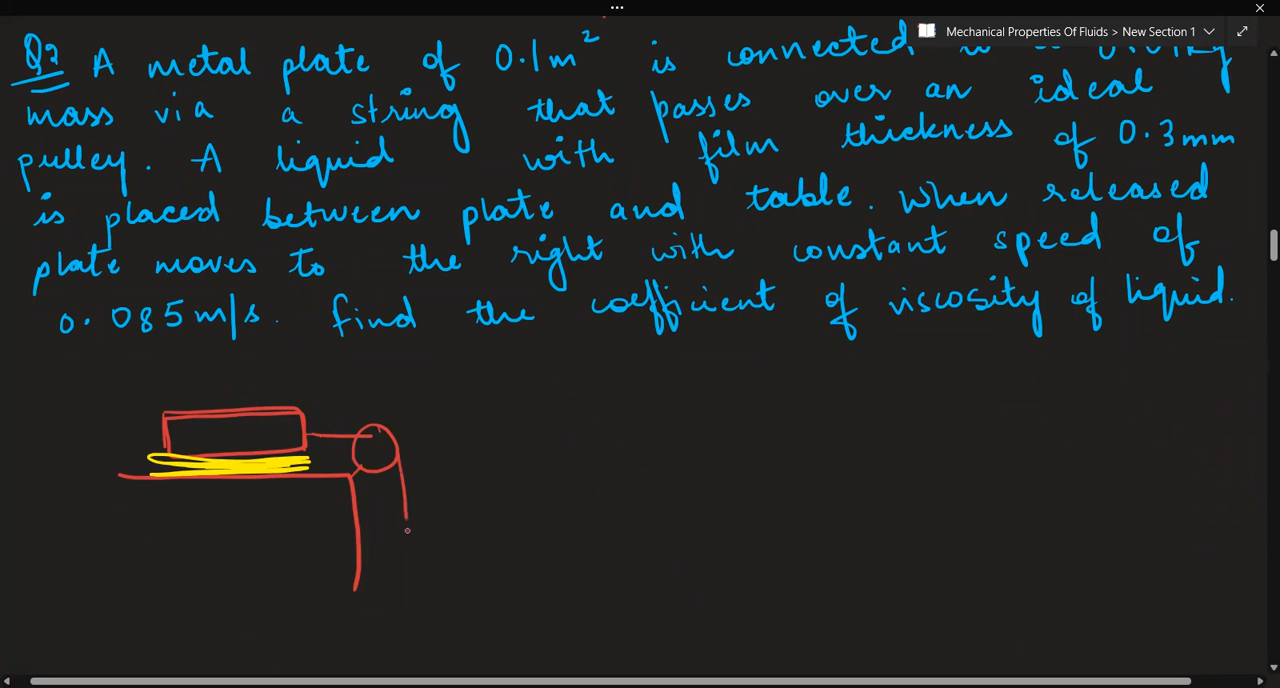 Mechanical Properties Of Fluids > New Section 1
Q2 A metal plate of 0.1m² is connected
mass via a string that passes over an ideal
pulley. A liquid with film thickness of 0.3mm
is placed between plate and table. When released
plate moves to the right with constant speed of
0.085m/s. find the coefficient of viscosity of liquid.